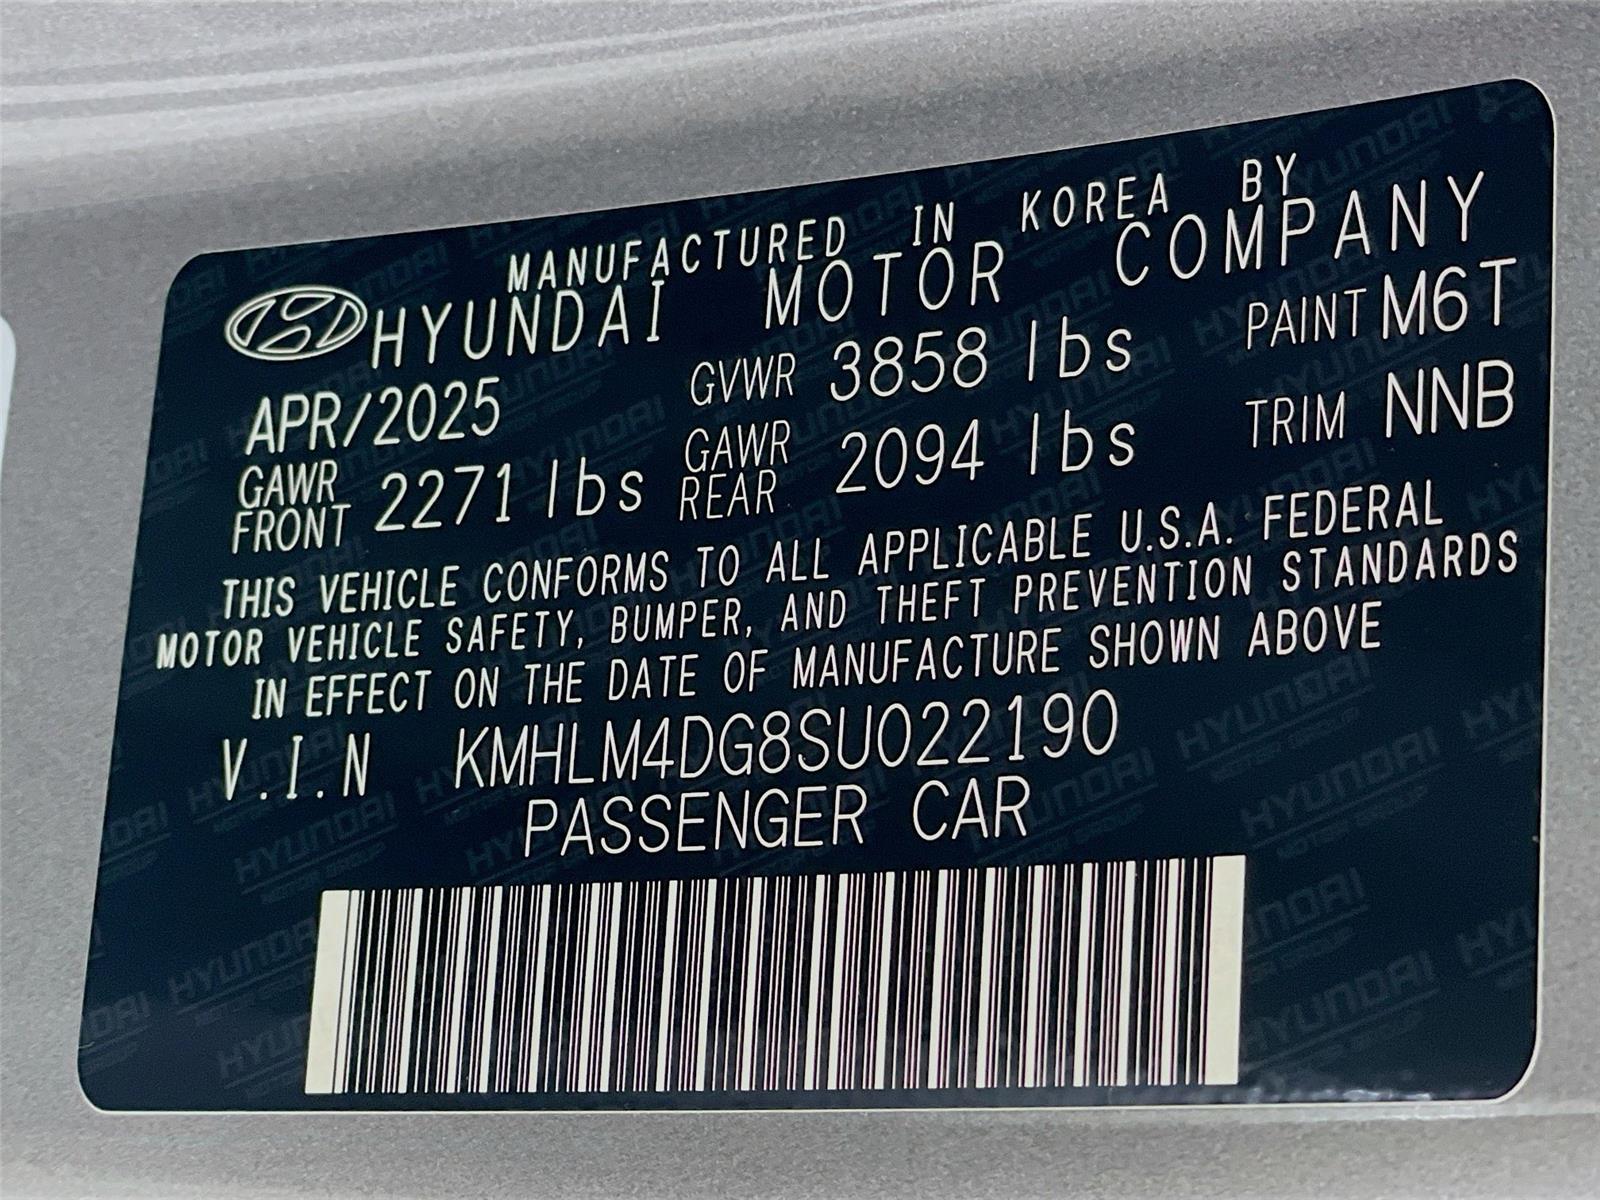 MANUFACTURED IN KOREA BY
HYUNDAI MOTOR COMPANY
APR/2025 GVWR 3858 lbs PAINT M6T
GAWR FRONT 2271 lbs GAWR REAR 2094 lbs TRIM NNB
THIS VEHICLE CONFORMS TO ALL APPLICABLE U.S.A. FEDERAL
MOTOR VEHICLE SAFETY, BUMPER, AND THEFT PREVENTION STANDARDS
IN EFFECT ON THE DATE OF MANUFACTURE SHOWN ABOVE
V.I.N KMHLM4DG8SU022190
PASSENGER CAR